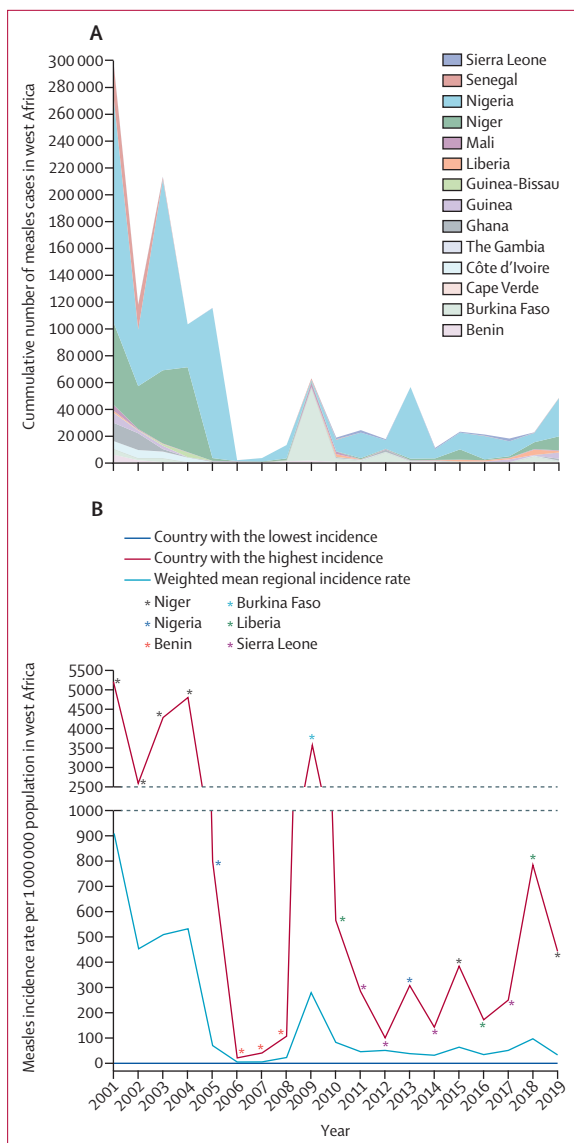 A
Cummulative number of measles cases in west Africa
300 000
280 000
260 000
240 000
220 000
200 000
180 000
160 000
140 000
120 000
100 000
80 000
60 000
40 000
20 000
0
Sierra Leone
Senegal
Nigeria
Niger
Mali
Liberia
Guinea-Bissau
Guinea
Ghana
The Gambia
Côte d'Ivoire
Cape Verde
Burkina Faso
Benin
B
Country with the lowest incidence
Country with the highest incidence
Weighted mean regional incidence rate
* Niger * Burkina Faso
* Nigeria * Liberia
* Benin * Sierra Leone
Measles incidence rate per 1 000 000 population in west Africa
5500
5000
4500
4000
3500
3000
2500
1000
900
800
700
600
500
400
300
200
100
0
2001 2002 2003 2004 2005 2006 2007 2008 2009 2010 2011 2012 2013 2014 2015 2016 2017 2018 2019
Year